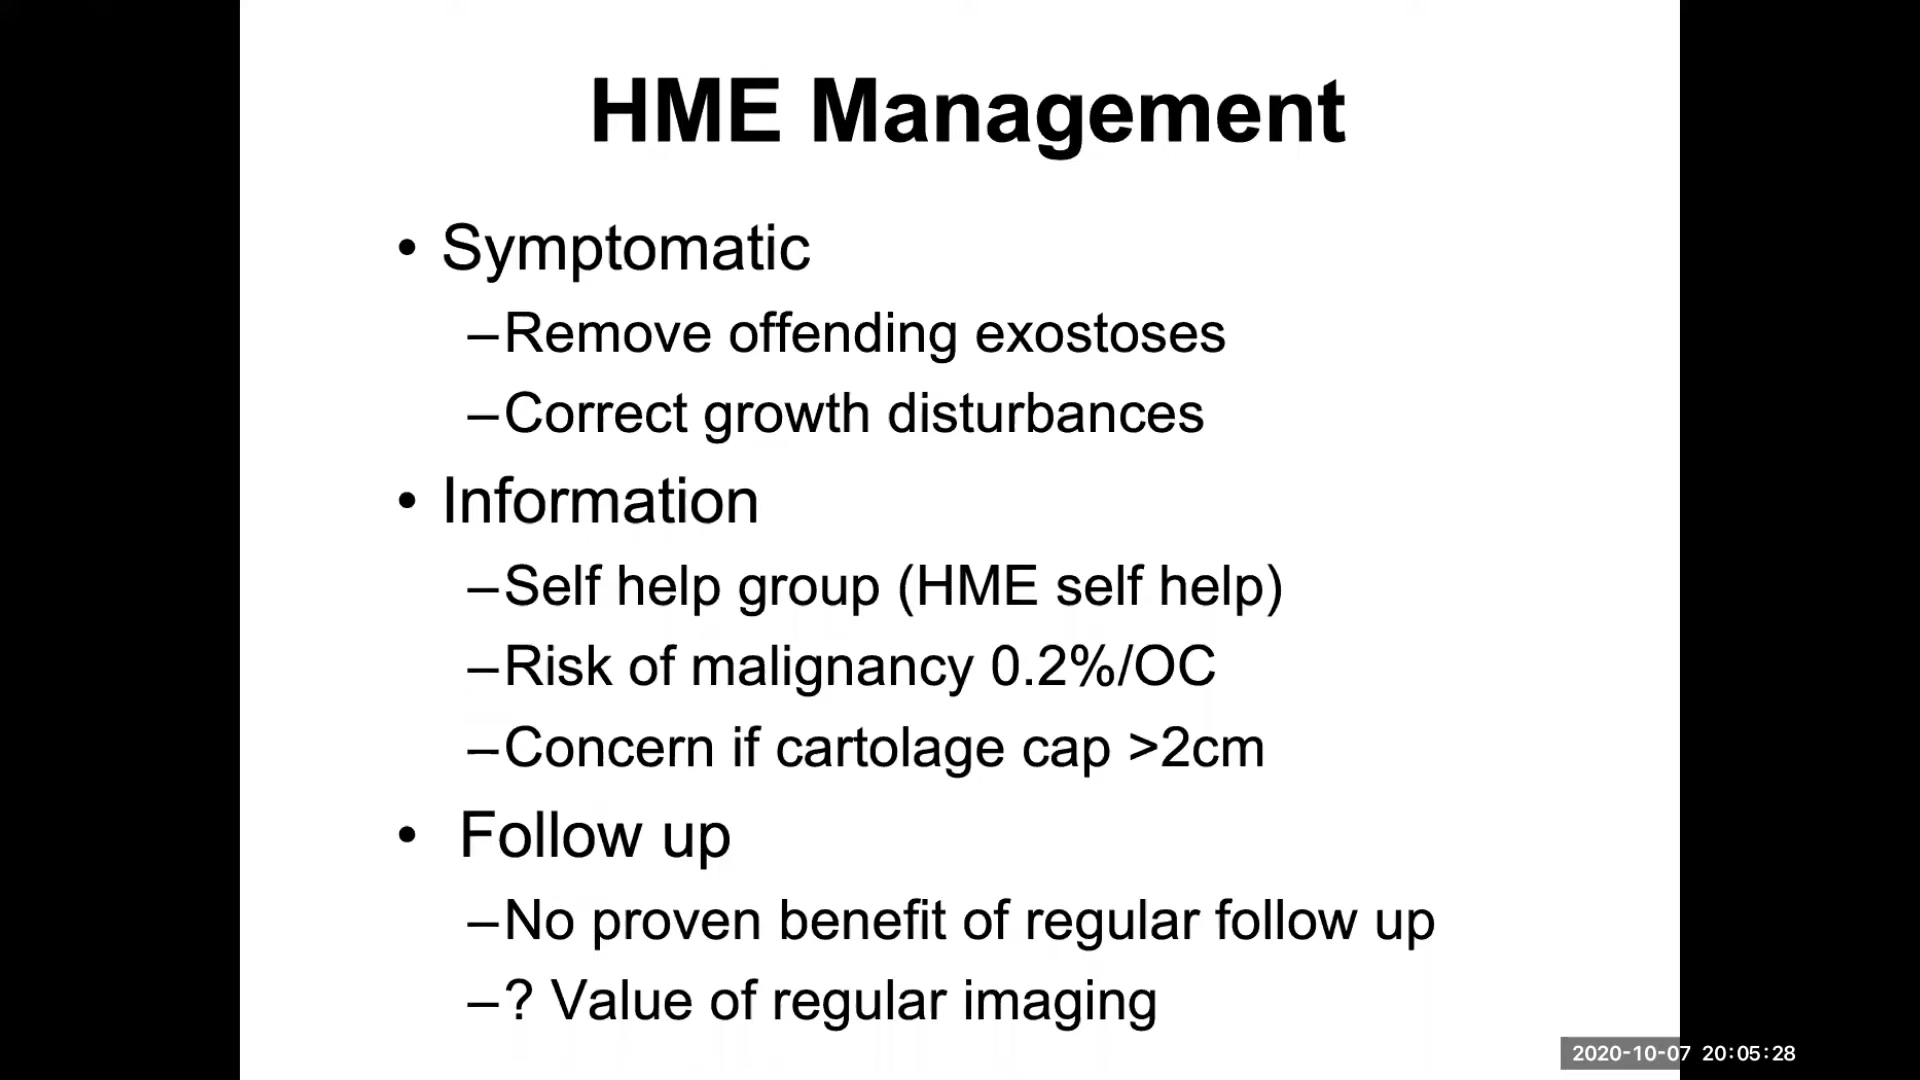 HME Management
• Symptomatic
–Remove offending exostoses
–Correct growth disturbances
• Information
–Self help group (HME self help)
–Risk of malignancy 0.2%/OC
–Concern if cartolage cap >2cm
• Follow up
–No proven benefit of regular follow up
–? Value of regular imaging
2020-10-07 20:05:28